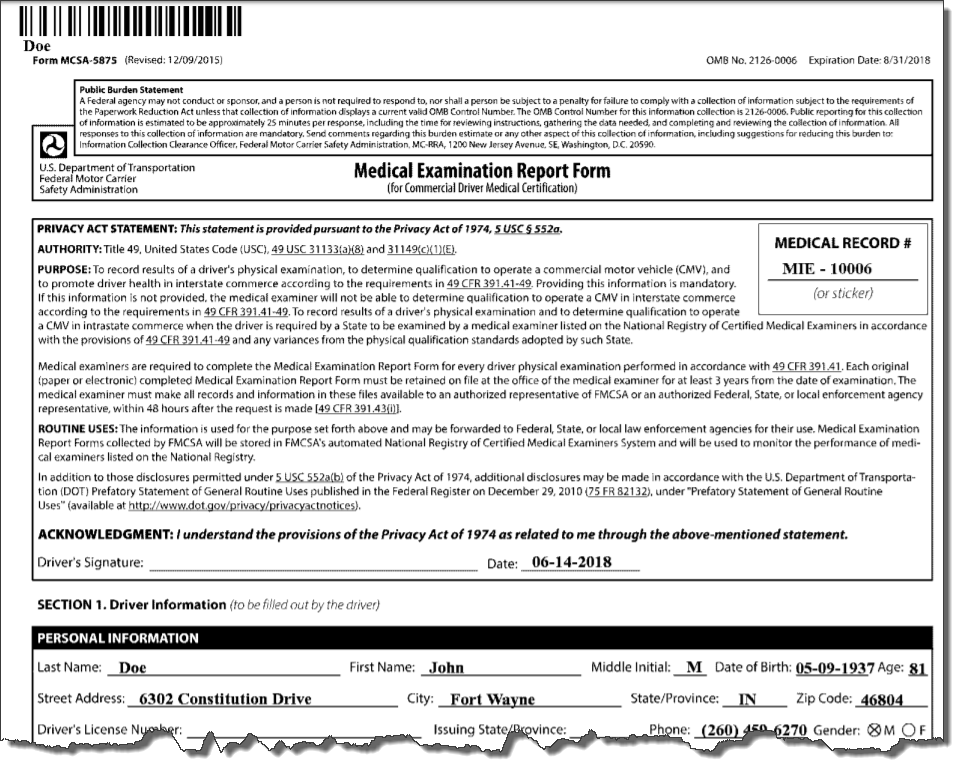 Doe
Form MCSA-5875 (Revised: 12/09/2015) OMB No. 2126-0006 Expiration Date: 8/31/2018
Public Burden Statement
A Federal agency may not conduct or sponsor, and a person is not required to respond to, nor shall a person be subject to a penalty for failure to comply with a collection of information subject to the requirements of
the Paperwork Reduction Act unless that collection of information displays a current valid OMB Control Number. The OMB Control Number for this information collection is 2126-0006. Public reporting for this collection
of information is estimated to be approximately 25 minutes per response, including the time for reviewing instructions, gathering the data needed, and completing and reviewing the collection of information. All
responses to this collection of information are mandatory. Send comments regarding this burden estimate or any other aspect of this collection of information, including suggestions for reducing this burden to:
Information Collection Clearance Officer, Federal Motor Carrier Safety Administration, MC-RRA, 1200 New Jersey Avenue, SE, Washington, D.C. 20590.
U.S. Department of Transportation
Federal Motor Carrier
Safety Administration
Medical Examination Report Form
(for Commercial Driver Medical Certification)
PRIVACY ACT STATEMENT: This statement is provided pursuant to the Privacy Act of 1974, 5 USC § 552a.
AUTHORITY: Title 49, United States Code (USC), 49 USC 31133(a)(8) and 31149(c)(1)(E).
MEDICAL RECORD #
MIE - 10006
(or sticker)
PURPOSE: To record results of a driver's physical examination, to determine qualification to operate a commercial motor vehicle (CMV), and
to promote driver health in interstate commerce according to the requirements in 49 CFR 391.41-49. Providing this information is mandatory.
If this information is not provided, the medical examiner will not be able to determine qualification to operate a CMV in interstate commerce
according to the requirements in 49 CFR 391.41-49. To record results of a driver's physical examination and to determine qualification to operate
a CMV in intrastate commerce when the driver is required by a State to be examined by a medical examiner listed on the National Registry of Certified Medical Examiners in accordance
with the provisions of 49 CFR 391.41-49 and any variances from the physical qualification standards adopted by such State.
Medical examiners are required to complete the Medical Examination Report Form for every driver physical examination performed in accordance with 49 CFR 391.41. Each original
(paper or electronic) completed Medical Examination Report Form must be retained on file at the office of the medical examiner for at least 3 years from the date of examination. The
medical examiner must make all records and information in these files available to an authorized representative of FMCSA or an authorized Federal, State, or local enforcement agency
representative, within 48 hours after the request is made [49 CFR 391.43(i)].
ROUTINE USES: The information is used for the purpose set forth above and may be forwarded to Federal, State, or local law enforcement agencies for their use. Medical Examination
Report Forms collected by FMCSA will be stored in FMCSA's automated National Registry of Certified Medical Examiners System and will be used to monitor the performance of medi-
cal examiners listed on the National Registry.
In addition to those disclosures permitted under 5 USC 552a(b) of the Privacy Act of 1974, additional disclosures may be made in accordance with the U.S. Department of Transporta-
tion (DOT) Prefatory Statement of General Routine Uses published in the Federal Register on December 29, 2010 (75 FR 82132), under "Prefatory Statement of General Routine
Uses" (available at http://www.dot.gov/privacy/privacyactnotices).
ACKNOWLEDGMENT: I understand the provisions of the Privacy Act of 1974 as related to me through the above-mentioned statement.
Driver's Signature: Date: 06-14-2018
SECTION 1. Driver Information (to be filled out by the driver)
PERSONAL INFORMATION
Last Name: Doe First Name: John Middle Initial: M Date of Birth: 05-09-1937 Age: 81
Street Address: 6302 Constitution Drive City: Fort Wayne State/Province: IN Zip Code: 46804
Driver's License Number: Issuing State/Province: Phone: (260) 459-6270 Gender: M F